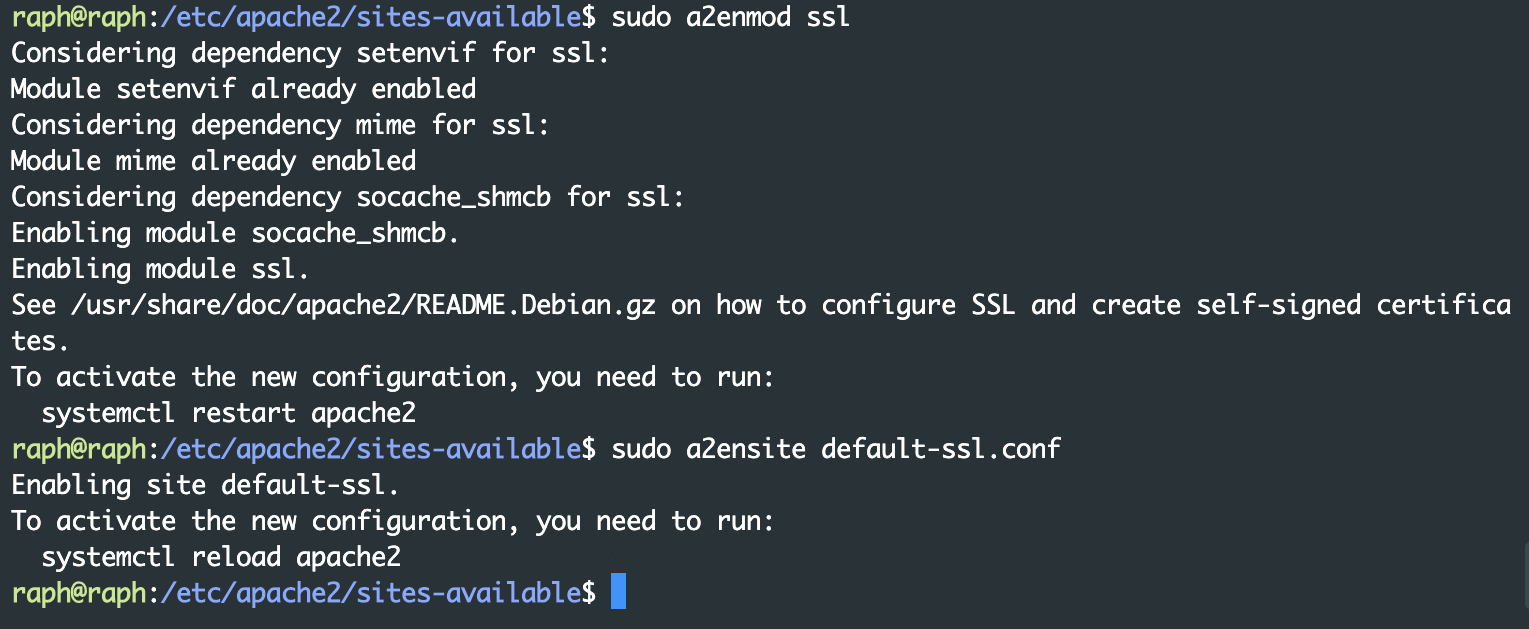 raph@raph:/etc/apache2/sites-available$ sudo a2enmod ssl
Considering dependency setenvif for ssl:
Module setenvif already enabled
Considering dependency mime for ssl:
Module mime already enabled
Considering dependency socache_shmcb for ssl:
Enabling module socache_shmcb.
Enabling module ssl.
See /usr/share/doc/apache2/README.Debian.gz on how to configure SSL and create self-signed certifica
tes.
To activate the new configuration, you need to run:
  systemctl restart apache2
raph@raph:/etc/apache2/sites-available$ sudo a2ensite default-ssl.conf
Enabling site default-ssl.
To activate the new configuration, you need to run:
  systemctl reload apache2
raph@raph:/etc/apache2/sites-available$